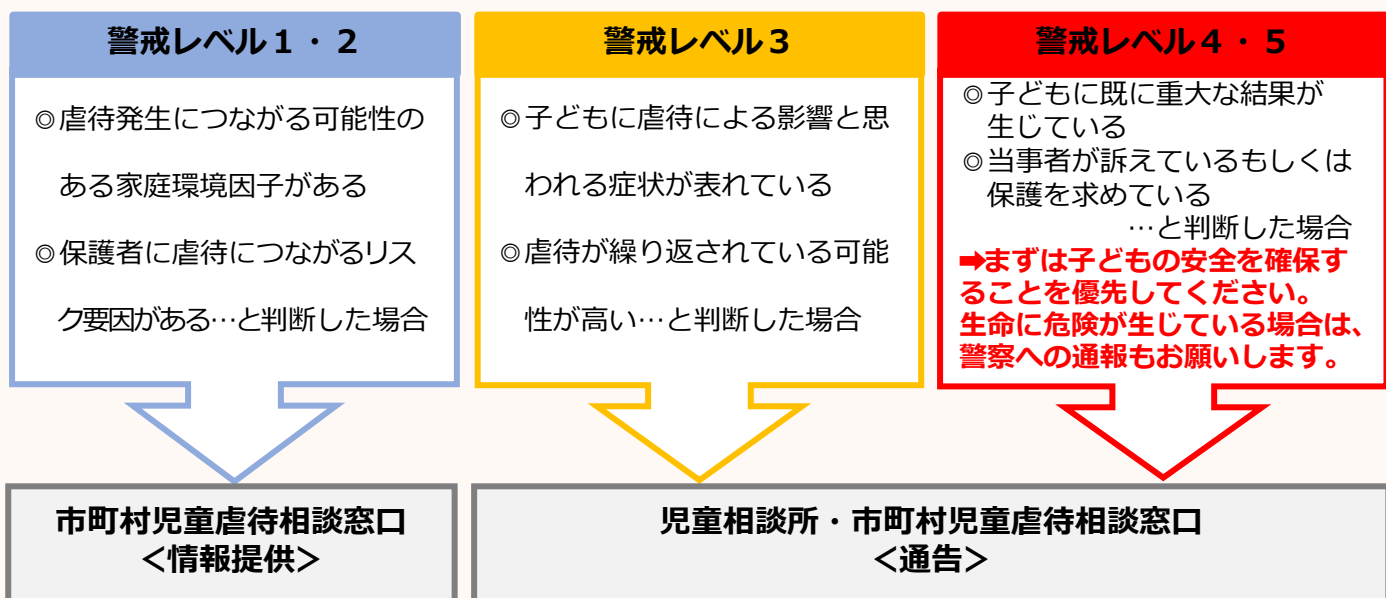 警戒レベル１・２
◎虐待発生につながる可能性の
ある家庭環境因子がある
◎保護者に虐待につながるリス
ク要因がある…と判断した場合
市町村児童虐待相談窓口
＜情報提供＞
警戒レベル３
◎子どもに虐待による影響と思
われる症状が表れている
◎虐待が繰り返されている可能
性が高い…と判断した場合
警戒レベル４・５
◎子どもに既に重大な結果が
生じている
◎当事者が訴えているもしくは
保護を求めている
…と判断した場合
➡まずは子どもの安全を確保す
ることを優先してください。
生命に危険が生じている場合は、
警察への通報もお願いします。
児童相談所・市町村児童虐待相談窓口
＜通告＞